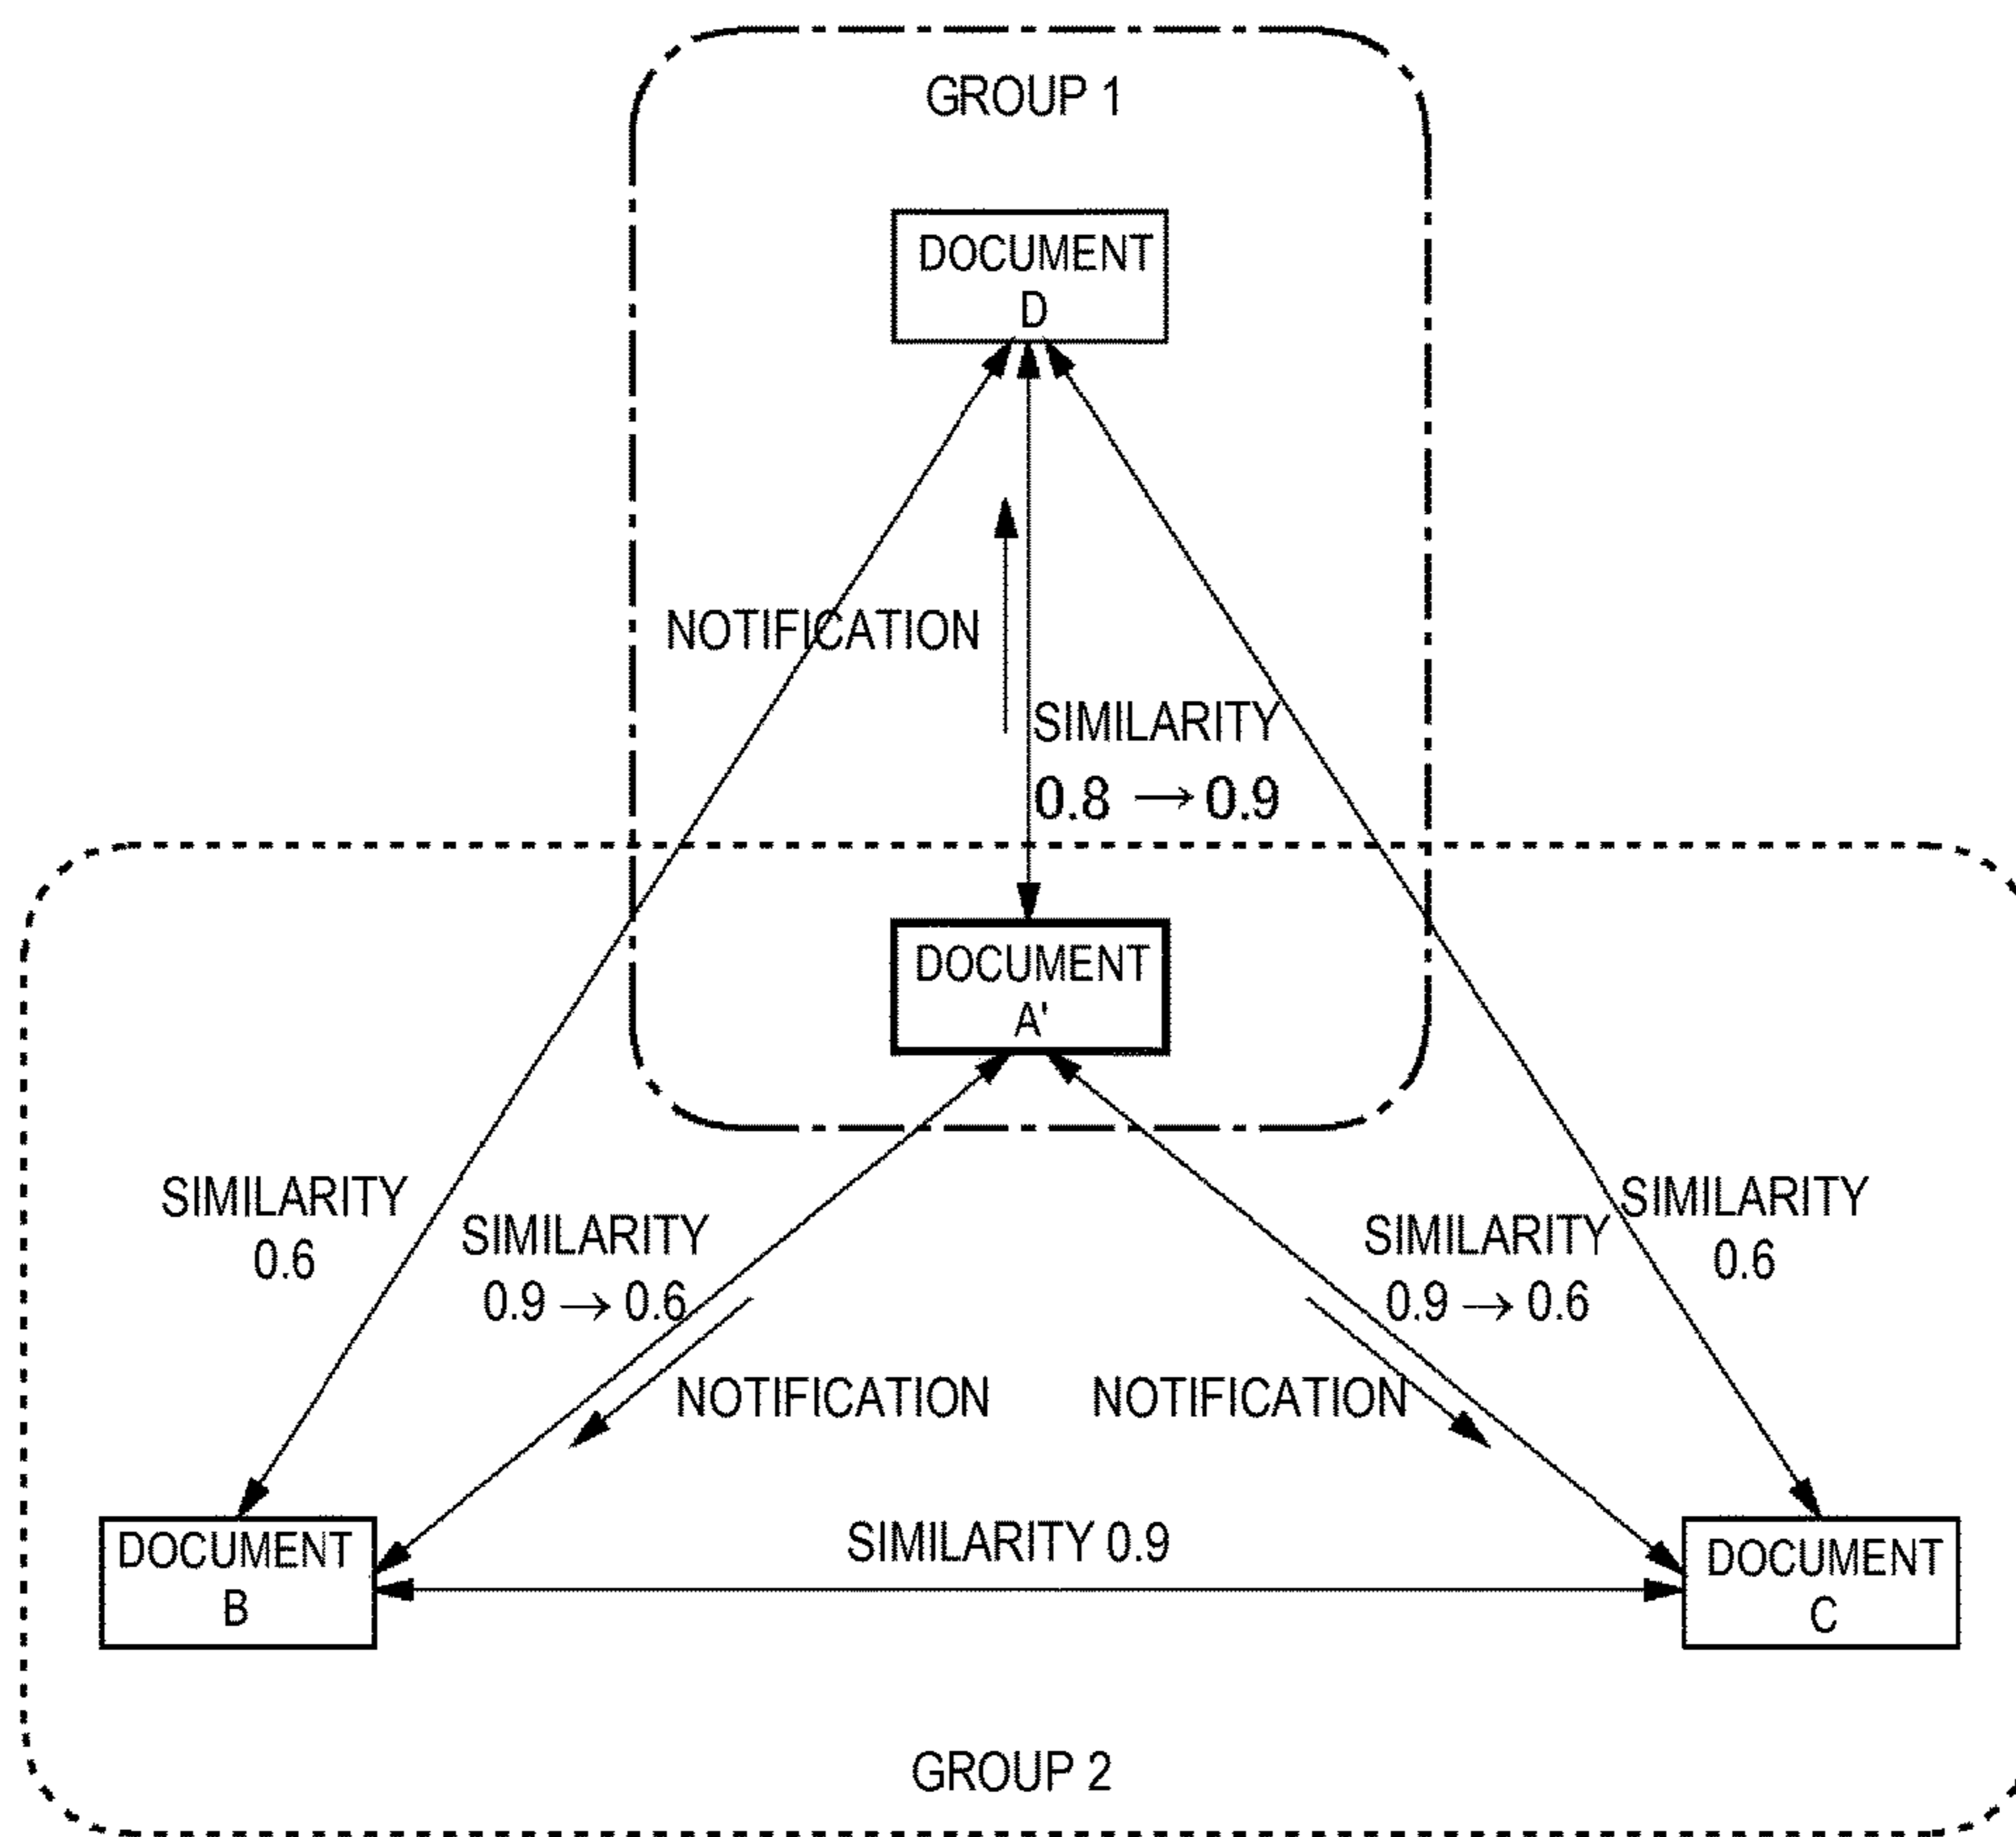 GROUP 1
DOCUMENT
D
NOTIFICATION
SIMILARITY
0.8 → 0.9
DOCUMENT
A'
SIMILARITY
0.6
SIMILARITY
0.9 → 0.6
SIMILARITY
0.9 → 0.6
SIMILARITY
0.6
NOTIFICATION
NOTIFICATION
SIMILARITY 0.9
DOCUMENT
B
DOCUMENT
C
GROUP 2